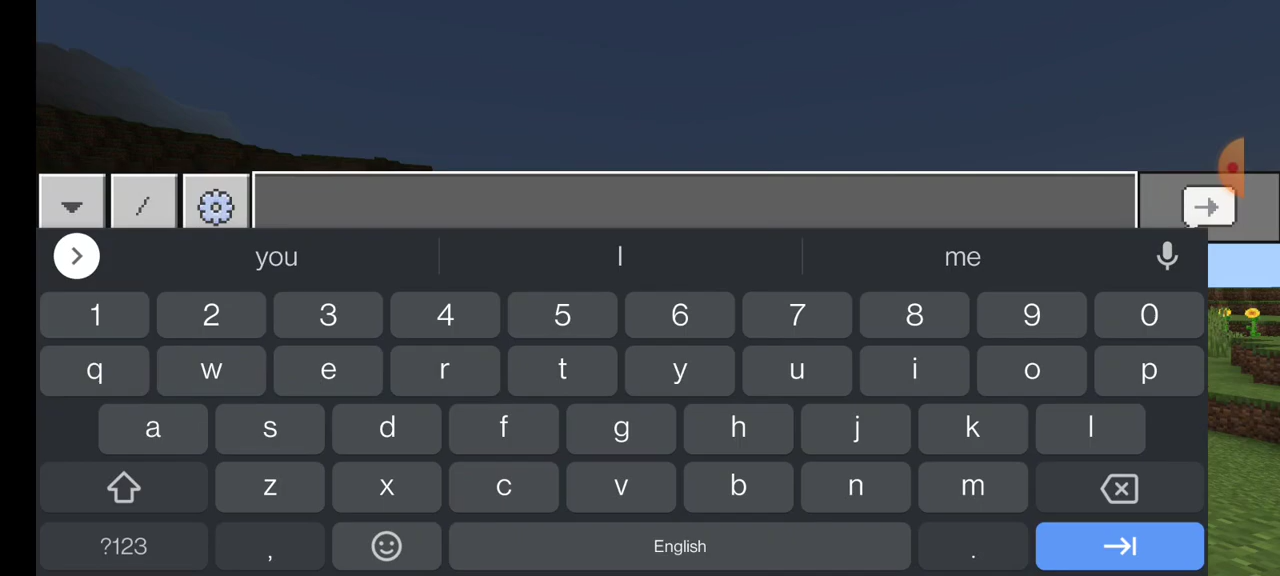 /
you I me
1 2 3 4 5 6 7 8 9 0
q w e r t y u i o p
a s d f g h j k l
z x c v b n m
?123 , English .